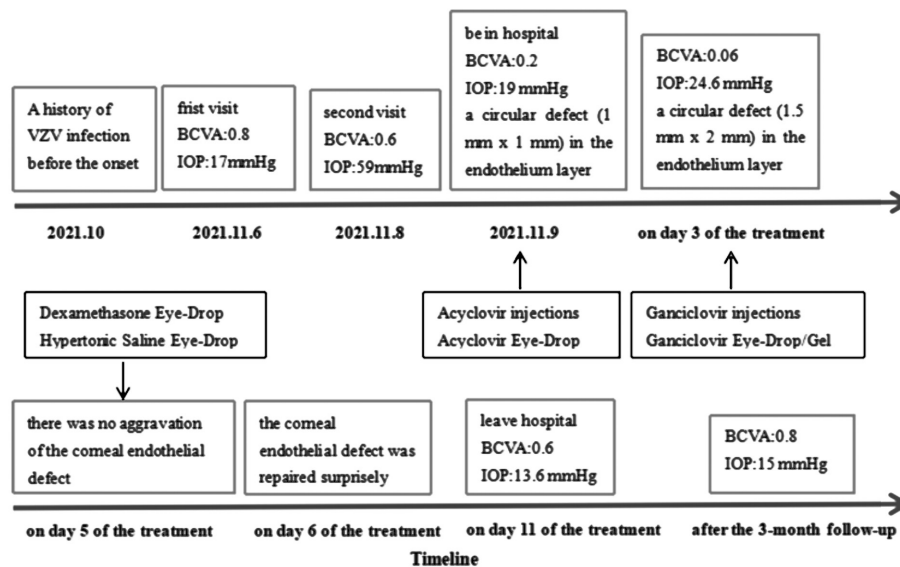 A history of
VZV infection
before the onset
frist visit
BCVA:0.8
IOP:17mmHg
second visit
BCVA:0.6
IOP:59mmHg
be in hospital
BCVA:0.2
IOP:19 mmHg
a circular defect (1
mm x 1 mm) in the
endothelium layer
BCVA:0.06
IOP:24.6 mmHg
a circular defect (1.5
mm x 2 mm) in the
endothelium layer
2021.10
2021.11.6
2021.11.8
2021.11.9
on day 3 of the treatment
Dexamethasone Eye-Drop
Hypertonic Saline Eye-Drop
Acyclovir injections
Acyclovir Eye-Drop
Ganciclovir injections
Ganciclovir Eye-Drop/Gel
there was no aggravation
of the corneal endothelial
defect
the corneal
endothelial defect was
repaired surprisely
leave hospital
BCVA:0.6
IOP:13.6 mmHg
BCVA:0.8
IOP:15 mmHg
on day 5 of the treatment
on day 6 of the treatment
on day 11 of the treatment
after the 3-month follow-up
Timeline